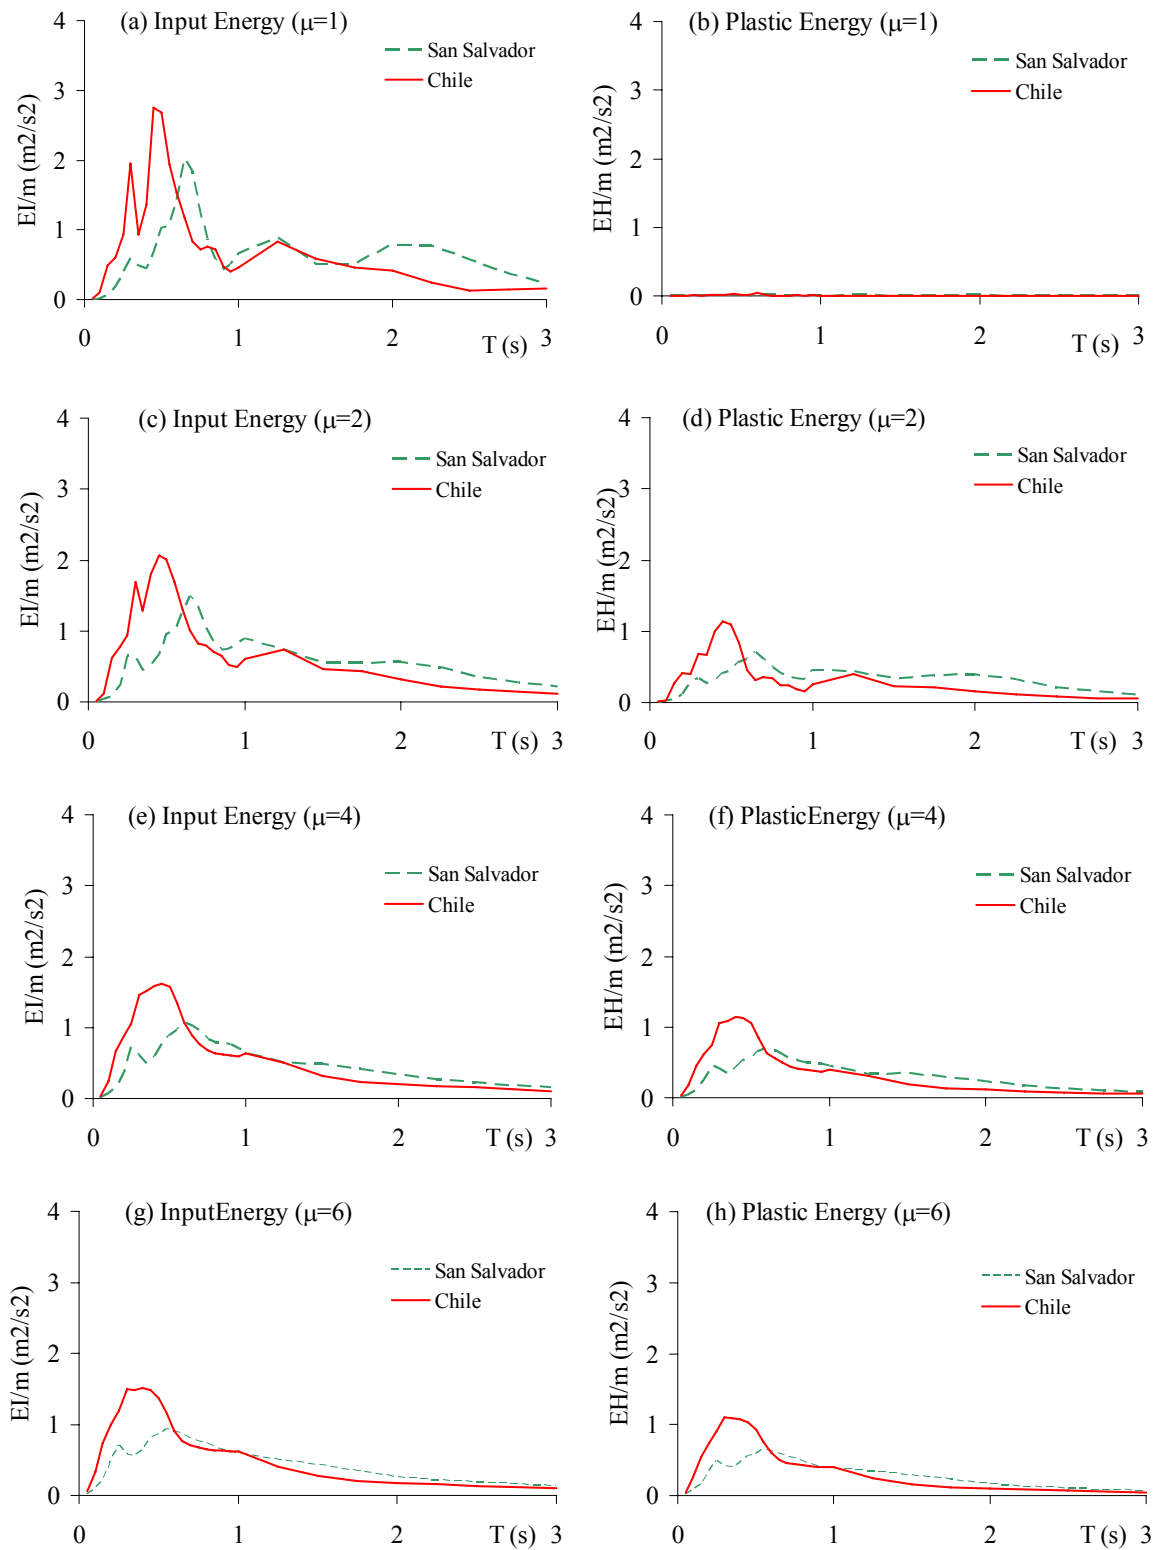 (a) Input Energy (μ=1)
4
3
2
1
0
EI/m (m2/s2)
San Salvador
Chile
0
1
2
T (s)
3
(b) Plastic Energy (μ=1)
4
3
2
1
0
EH/m (m2/s2)
San Salvador
Chile
0
1
2
T (s)
3
(c) Input Energy (μ=2)
4
3
2
1
0
EI/m (m2/s2)
San Salvador
Chile
0
1
2
T (s)
3
(d) Plastic Energy (μ=2)
4
3
2
1
0
EH/m (m2/s2)
San Salvador
Chile
0
1
2
T (s)
3
(e) Input Energy (μ=4)
4
3
2
1
0
EI/m (m2/s2)
San Salvador
Chile
0
1
2
T (s)
3
(f) PlasticEnergy (μ=4)
4
3
2
1
0
EH/m (m2/s2)
San Salvador
Chile
0
1
2
T (s)
3
(g) InputEnergy (μ=6)
4
3
2
1
0
EI/m (m2/s2)
San Salvador
Chile
0
1
2
T (s)
3
(h) Plastic Energy (μ=6)
4
3
2
1
0
EH/m (m2/s2)
San Salvador
Chile
0
1
2
T (s)
3